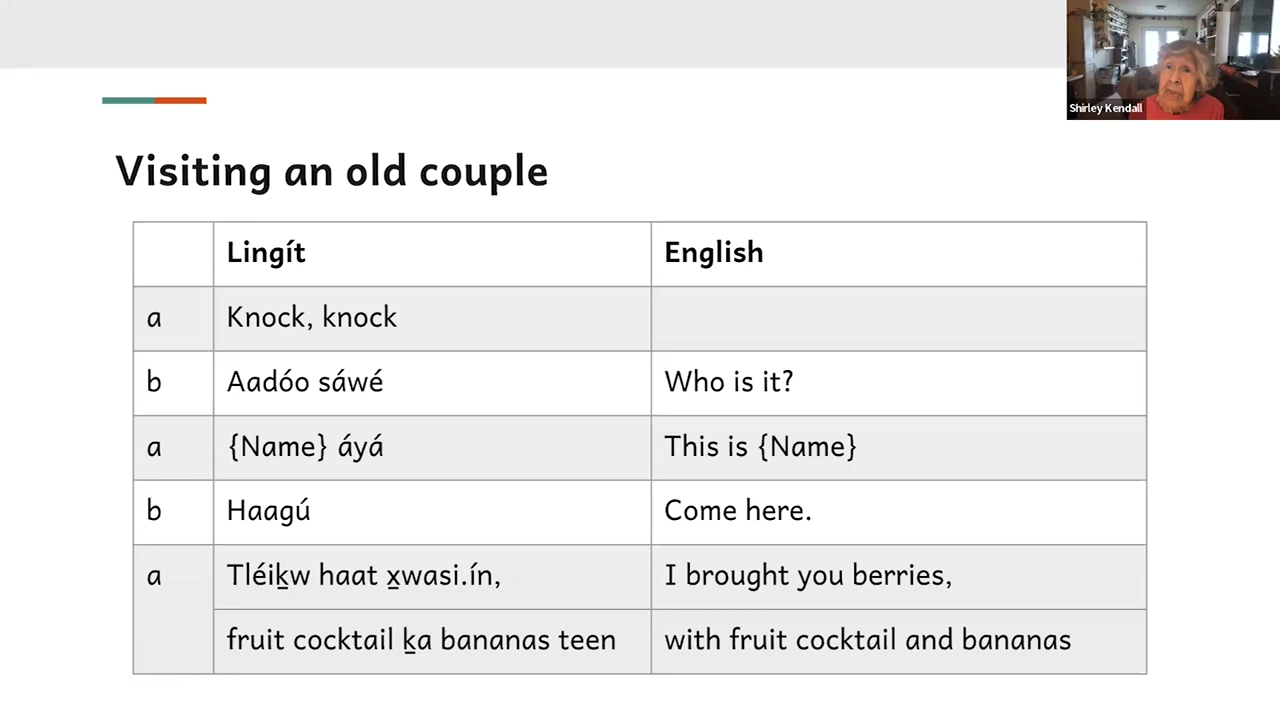 Shirley Kendall
Visiting an old couple
Lingít English
a Knock, knock
b Aadóo sáwé Who is it?
a {Name} áyá This is {Name}
b Haagú Come here.
a Tléiḵw haat x̱wasi.ín, I brought you berries,
fruit cocktail ḵa bananas teen with fruit cocktail and bananas